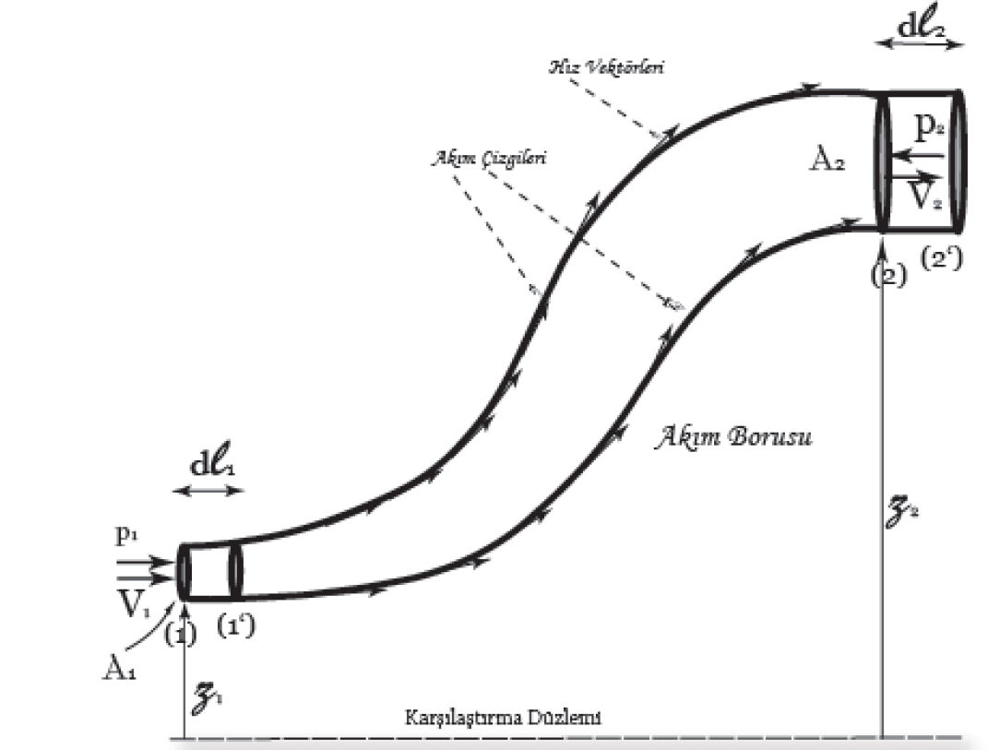 dℓ₂
Hız Vektörleri
p₂
Akım Çizgileri
A₂
V₂
(2) (2‘)
Akım Borusu
dℓ₁
z₂
p₁
V₁
(1) (1‘)
A₁
z₁
Karşılaştırma Düzlemi